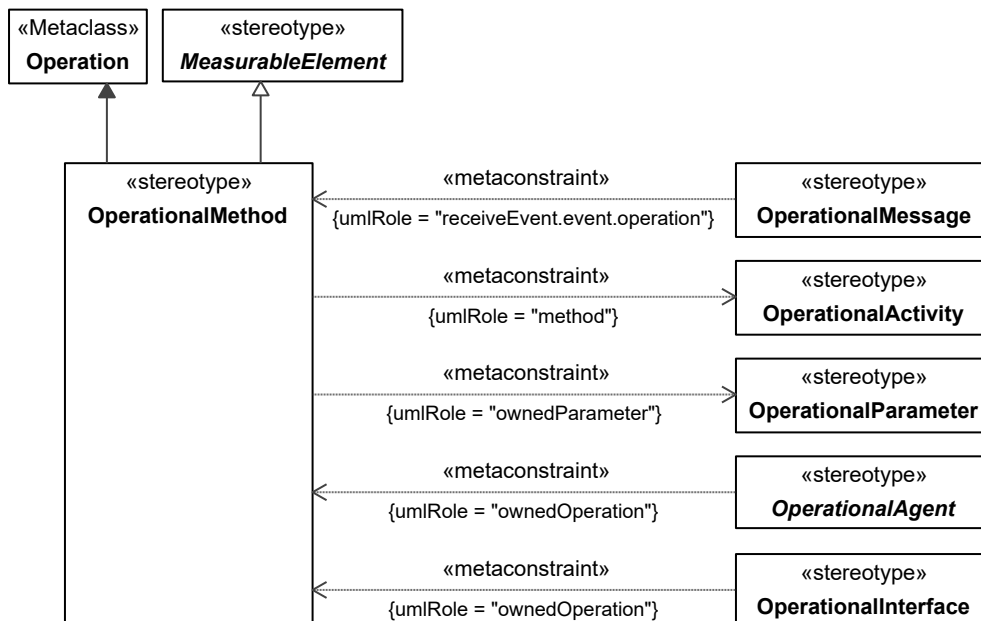 «Metaclass»
Operation
«stereotype»
MeasurableElement
«stereotype»
OperationalMethod
«metaconstraint»
{umlRole = "receiveEvent.event.operation"}
«stereotype»
OperationalMessage
«metaconstraint»
{umlRole = "method"}
«stereotype»
OperationalActivity
«metaconstraint»
{umlRole = "ownedParameter"}
«stereotype»
OperationalParameter
«metaconstraint»
{umlRole = "ownedOperation"}
«stereotype»
OperationalAgent
«metaconstraint»
{umlRole = "ownedOperation"}
«stereotype»
OperationalInterface